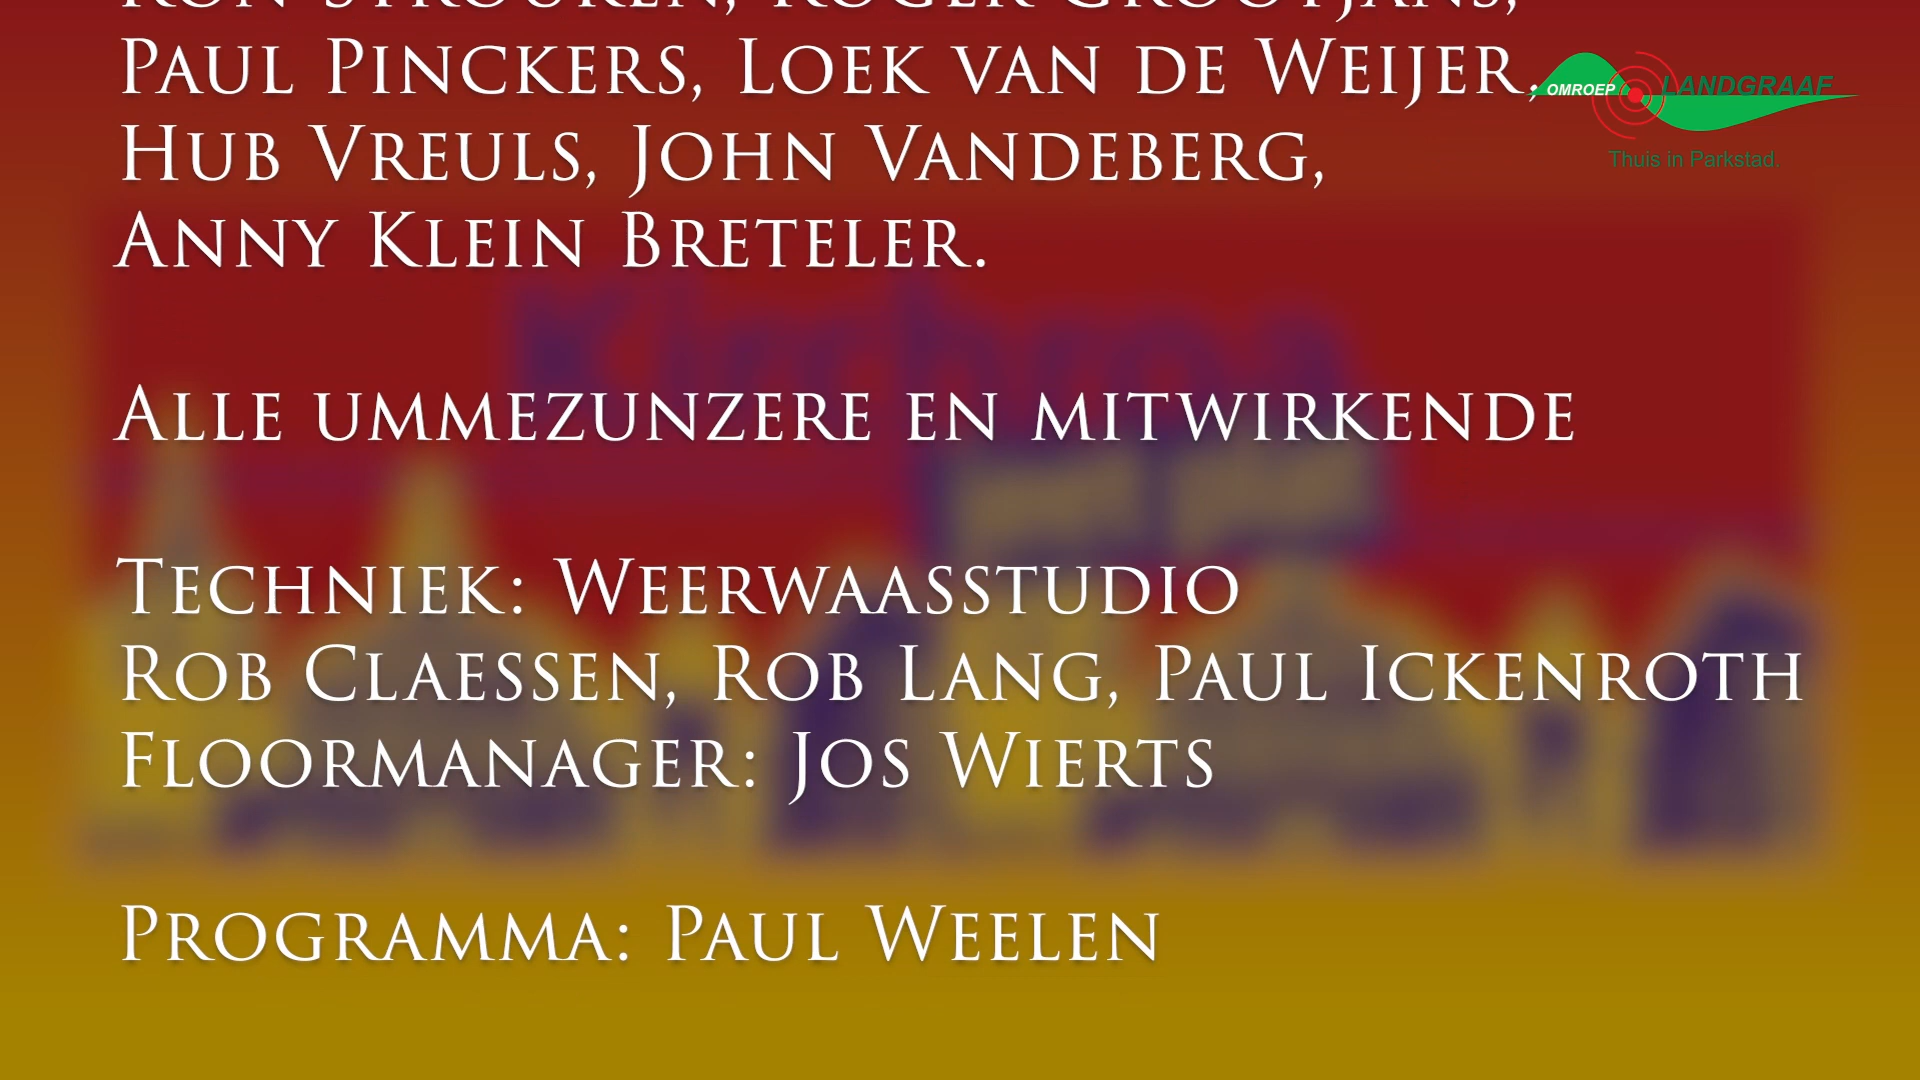 Paul Pinckers, Loek van de Weijer,
Hub Vreuls, John Vandeberg,
Anny Klein Breteler.
Alle ummezunzere en mitwirkende
Techniek: Weerwaasstudio
Rob Claessen, Rob Lang, Paul Ickenroth
Floormanager: Jos Wierts
Programma: Paul Weelen
OMROEP LANDGRAAF
Thuis in Parkstad.